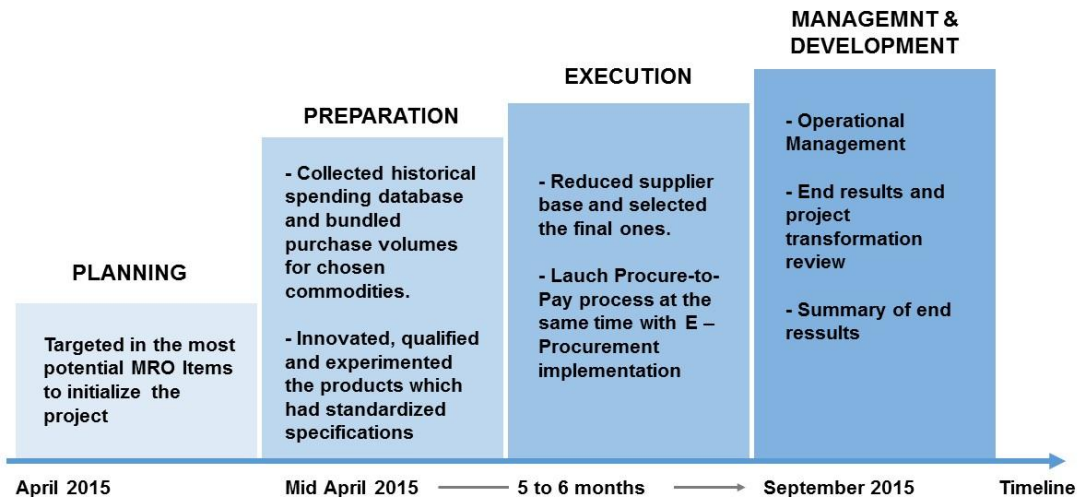 PLANNING
Targeted in the most
potential MRO Items
to initialize the
project
PREPARATION
- Collected historical
spending database
and bundled
purchase volumes
for chosen
commodities.
- Innovated, qualified
and experimented
the products which
had standardized
specifications
EXECUTION
- Reduced supplier
base and selected
the final ones.
- Lauch Procure-to-
Pay process at the
same time with E –
Procurement
implementation
MANAGEMNT &
DEVELOPMENT
- Operational
Management
- End results and
project
transformation
review
- Summary of end
ressults
April 2015
Mid April 2015
5 to 6 months
September 2015
Timeline